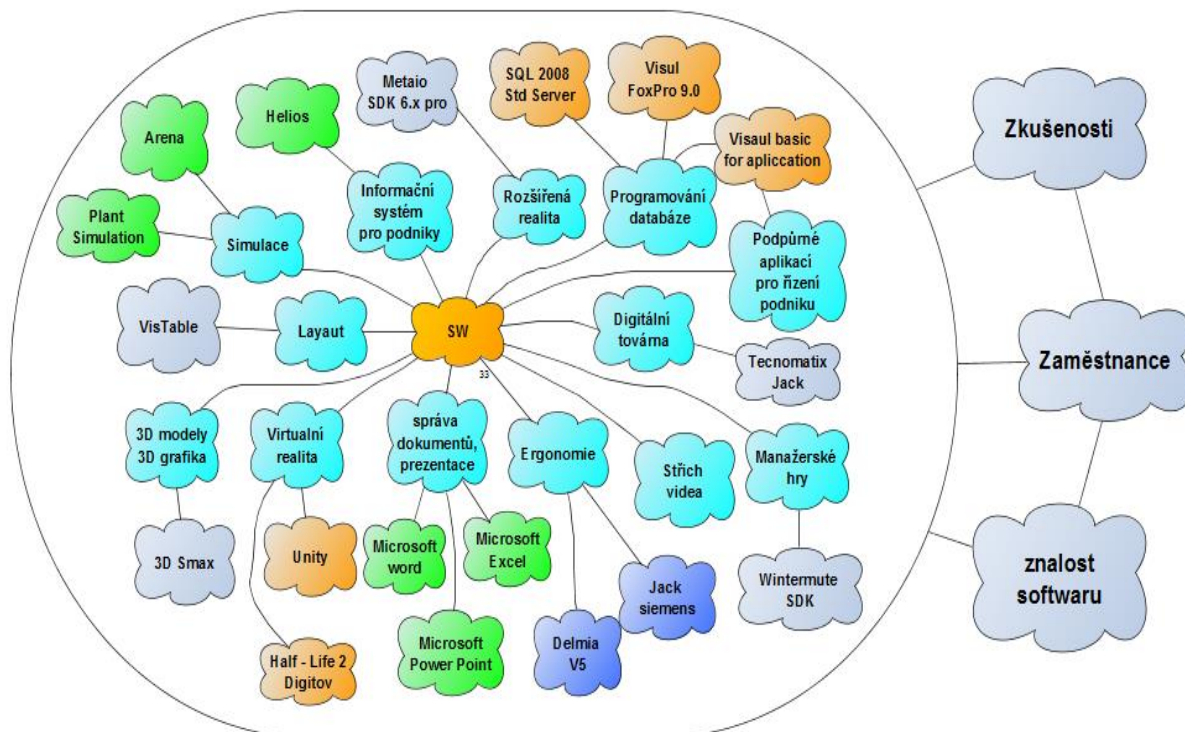 SQL 2008
Std Server
Visul
FoxPro 9.0
Metaio
SDK 6.x pro
Helios
Arena
Visaul basic
for apliccation
Zkušenosti
Informační
systém
pro podniky
Rozšířená
realita
Programování
databáze
Plant
Simulation
Simulace
Podpůrné
aplikací
pro řízení
podniku
VisTable
Layaut
SW
33
Digitální
továrna
Tecnomatix
Jack
Zaměstnance
3D modely
3D grafika
Virtualní
realita
správa
dokumentů,
prezentace
Ergonomie
Střich
videa
Manažerské
hry
3D Smax
Unity
Microsoft
word
Microsoft
Excel
Jack
siemens
Wintermute
SDK
znalost
softwaru
Half - Life 2
Digitov
Microsoft
Power Point
Delmia
V5